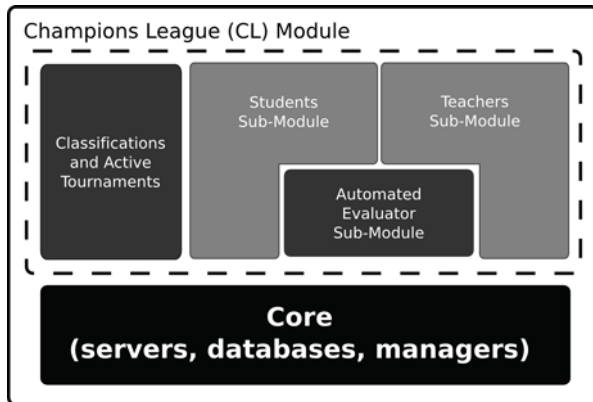 Champions League (CL) Module
Classifications
and Active
Tournaments
Students
Sub-Module
Teachers
Sub-Module
Automated
Evaluator
Sub-Module
Core
(servers, databases, managers)